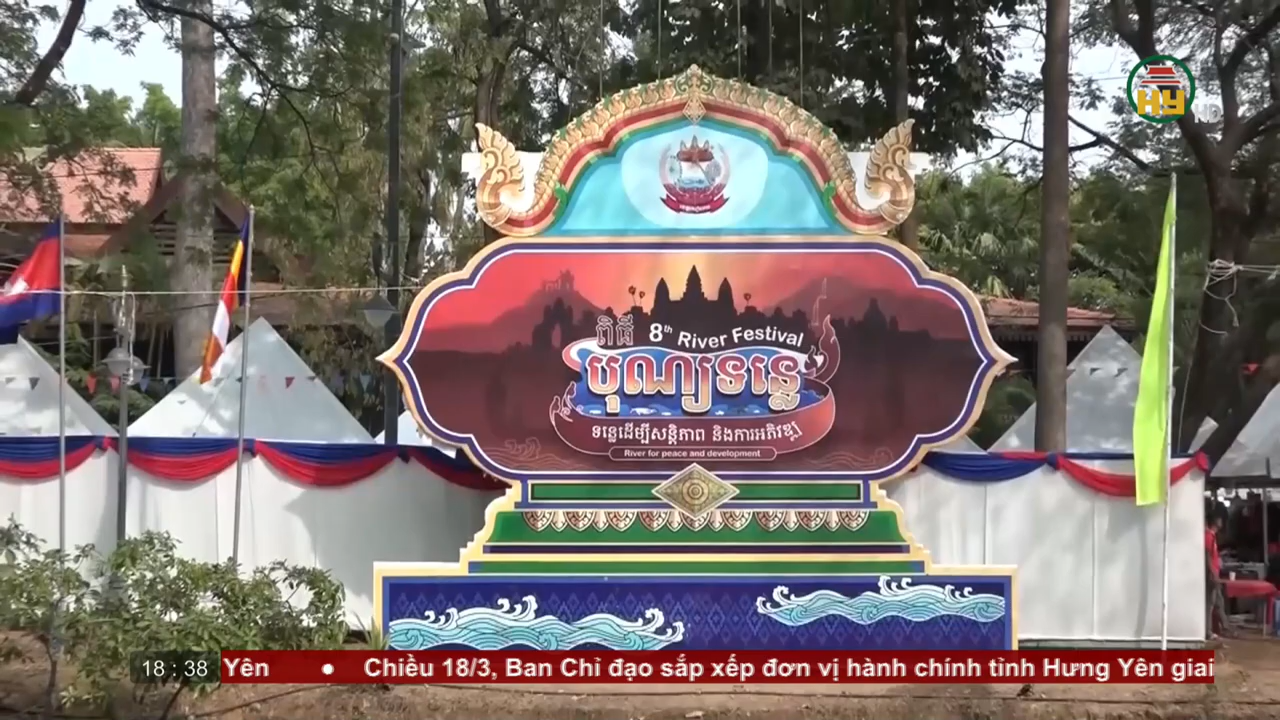 HY
HD
ពិធី 8th River Festival
បុណ្យទន្លេ
ទន្លេដើម្បីសន្តិភាព និងការអភិវឌ្ឍ
River for peace and development
18 : 38 Yên • Chiều 18/3, Ban Chỉ đạo sắp xếp đơn vị hành chính tỉnh Hưng Yên giai